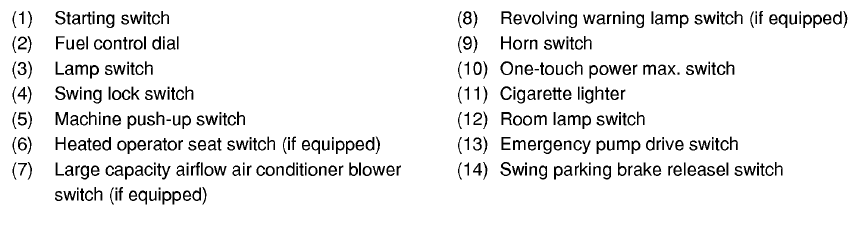 (1) Starting switch
(2) Fuel control dial
(3) Lamp switch
(4) Swing lock switch
(5) Machine push-up switch
(6) Heated operator seat switch (if equipped)
(7) Large capacity airflow air conditioner blower
switch (if equipped)
(8) Revolving warning lamp switch (if equipped)
(9) Horn switch
(10) One-touch power max. switch
(11) Cigarette lighter
(12) Room lamp switch
(13) Emergency pump drive switch
(14) Swing parking brake releasel switch